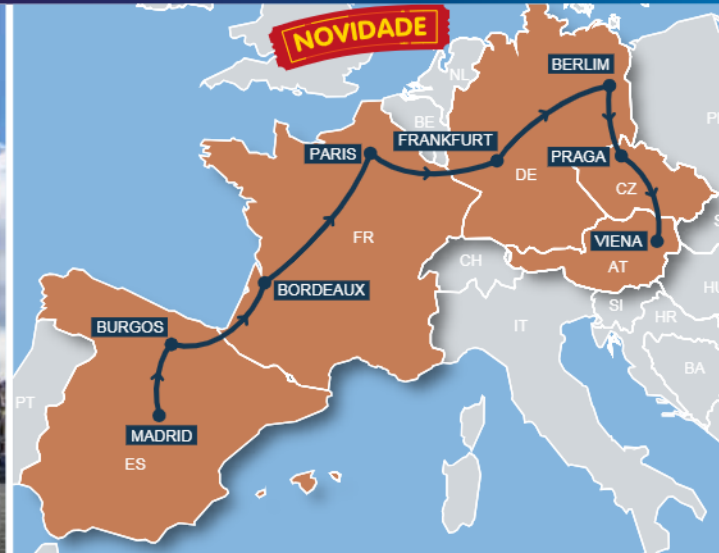 NOVIDADE
BERLIM
NL
BE
FRANKFURT
PARIS
PRAGA
DE
CZ
FR
VIENA
CH
AT
BORDEAUX
SI
HR
BURGOS
IT
BA
PT
MADRID
ES